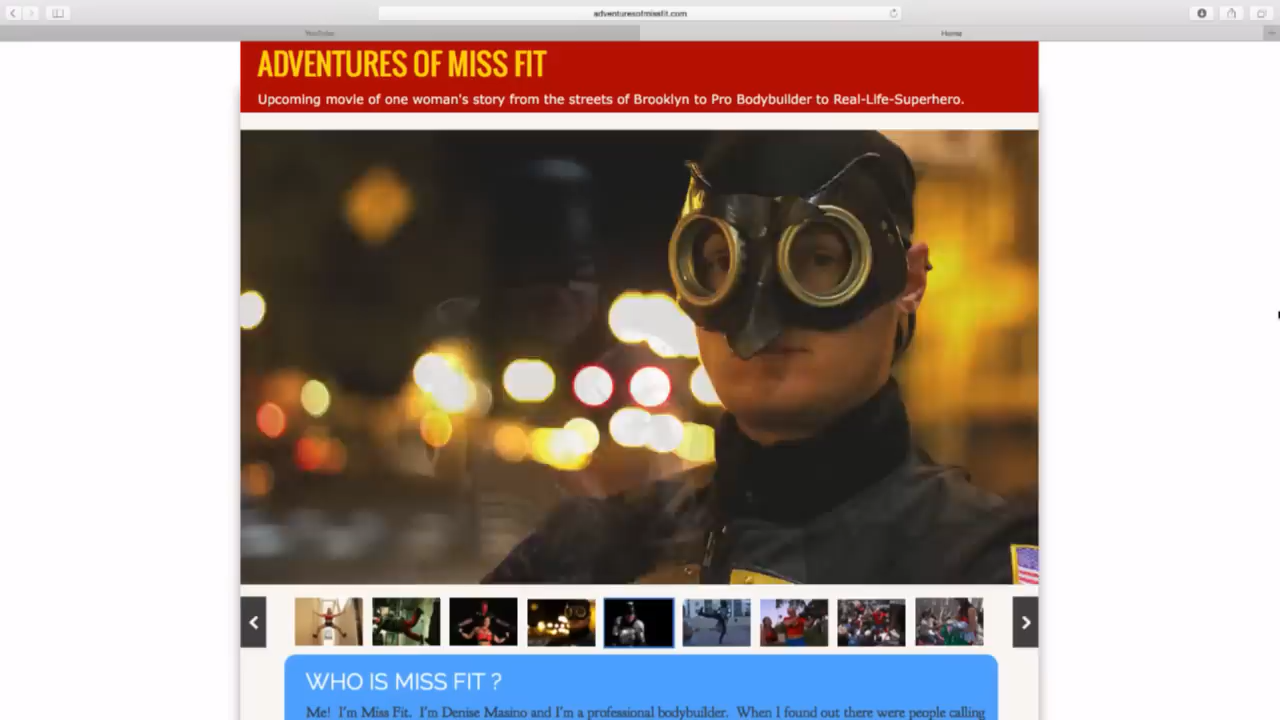 adventuresofmissfit.com
YouTube
Home
ADVENTURES OF MISS FIT
Upcoming movie of one woman's story from the streets of Brooklyn to Pro Bodybuilder to Real-Life-Superhero.
WHO IS MISS FIT ?
Me! I'm Miss Fit. I'm Denise Masino and I'm a professional bodybuilder. When I found out there were people calling